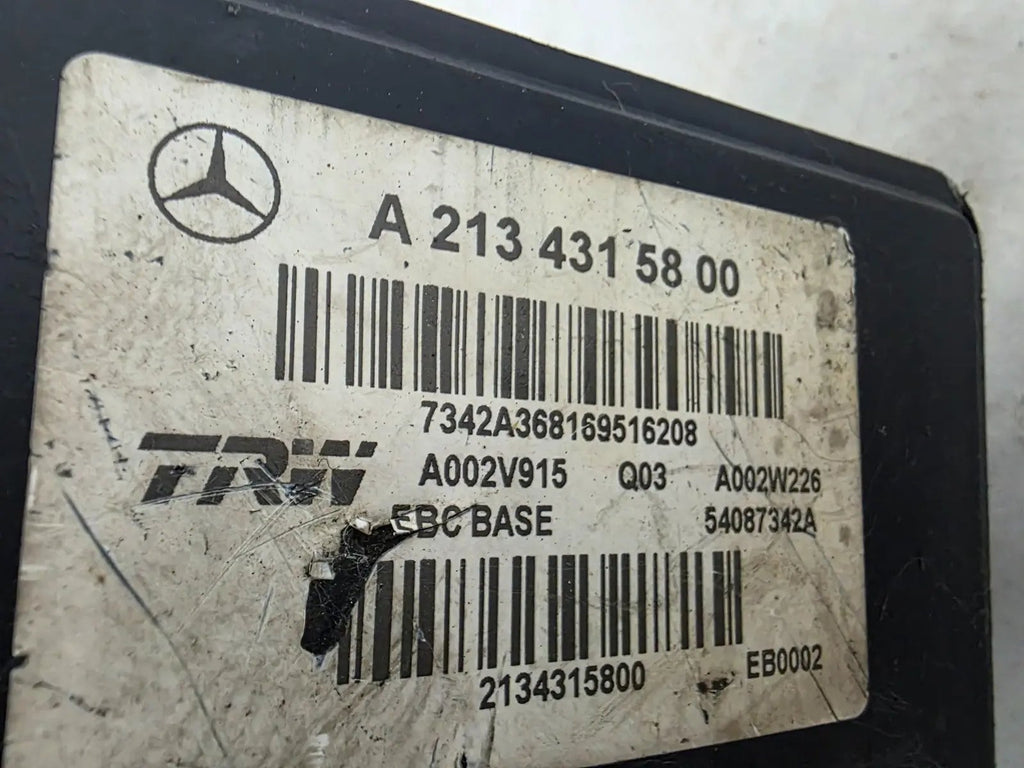 A 213 431 58 00
7342A368169516208
TRW
A002V915 Q03 A002W226
EBC BASE 54087342A
2134315800 EB0002